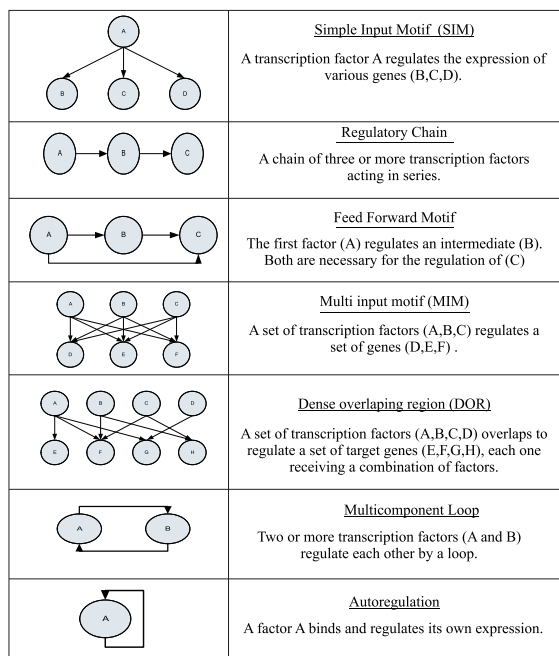 A
B C D
Simple Input Motif (SIM)
A transcription factor A regulates the expression of
various genes (B,C,D).
A B C
Regulatory Chain
A chain of three or more transcription factors
acting in series.
A B C
Feed Forward Motif
The first factor (A) regulates an intermediate (B).
Both are necessary for the regulation of (C)
A B C
D E F
Multi input motif (MIM)
A set of transcription factors (A,B,C) regulates a
set of genes (D,E,F) .
A B C D
E F G H
Dense overlaping region (DOR)
A set of transcription factors (A,B,C,D) overlaps to
regulate a set of target genes (E,F,G,H), each one
receiving a combination of factors.
A B
Multicomponent Loop
Two or more transcription factors (A and B)
regulate each other by a loop.
A
Autoregulation
A factor A binds and regulates its own expression.